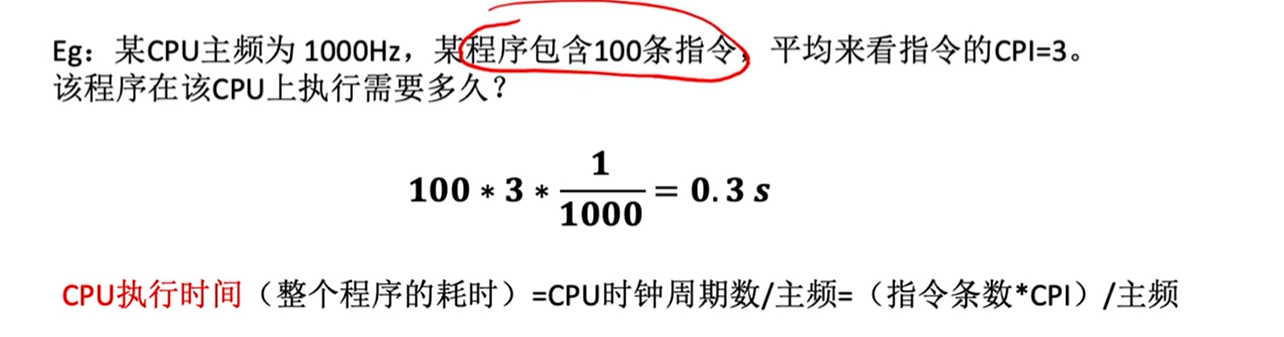 Eg：某CPU主频为 1000Hz，某程序包含100条指令， 平均来看指令的CPI=3。
该程序在该CPU上执行需要多久？
100 * 3 * 1/1000 = 0.3 s
CPU执行时间（整个程序的耗时）=CPU时钟周期数/主频=（指令条数*CPI）/主频